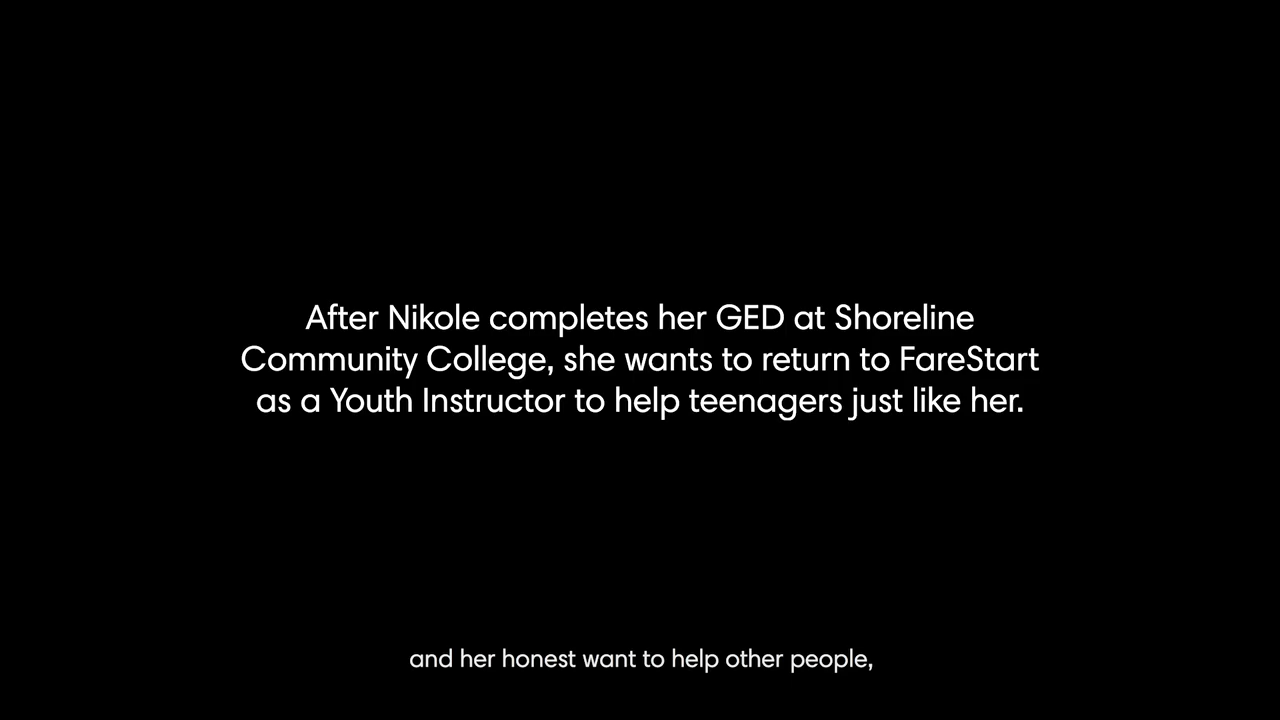 After Nikole completes her GED at Shoreline
Community College, she wants to return to FareStart
as a Youth Instructor to help teenagers just like her.
and her honest want to help other people,